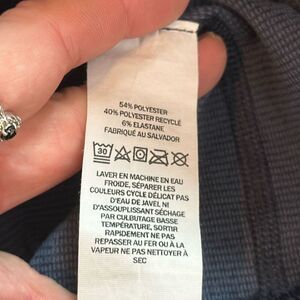 54% POLYESTER
40% POLYESTER RECYCLÉ
6% ELASTANE
FABRIQUÉ AU SALVADOR
30
LAVER EN MACHINE EN EAU
FROIDE, SÉPARER LES
COULEURS CYCLE DÉLICAT PAS
D'EAU DE JAVEL NI
D'ASSOUPLISSANT SÉCHAGE
PAR CULBUTAGE BASSE
TEMPÉRATURE, SORTIR
RAPIDEMENT NE PAS
REPASSER AU FER OU À LA
VAPEUR NE PAS NETTOYER À
SEC